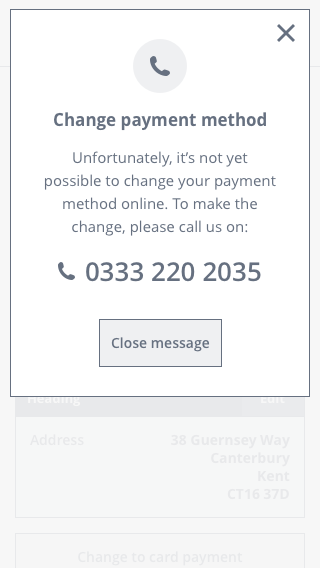 Change payment method
Unfortunately, it’s not yet
possible to change your payment
method online. To make the
change, please call us on:
0333 220 2035
Close message
Heading
Edit
Address
38 Guernsey Way
Canterbury
Kent
CT16 37D
Change to card payment